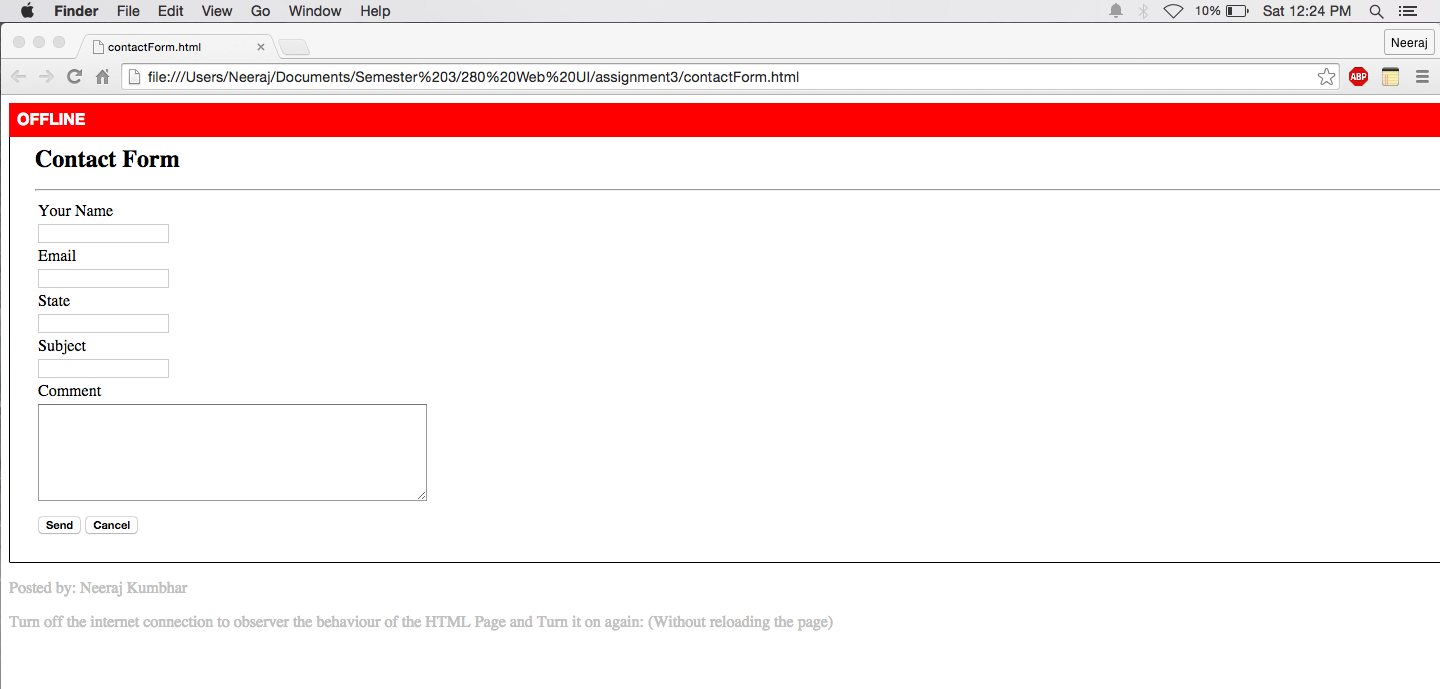 Finder File Edit View Go Window Help 10% Sat 12:24 PM
contactForm.html Neeraj
file:///Users/Neeraj/Documents/Semester%203/280%20Web%20UI/assignment3/contactForm.html ABP
OFFLINE
Contact Form
Your Name
Email
State
Subject
Comment
Send Cancel
Posted by: Neeraj Kumbhar
Turn off the internet connection to observer the behaviour of the HTML Page and Turn it on again: (Without reloading the page)